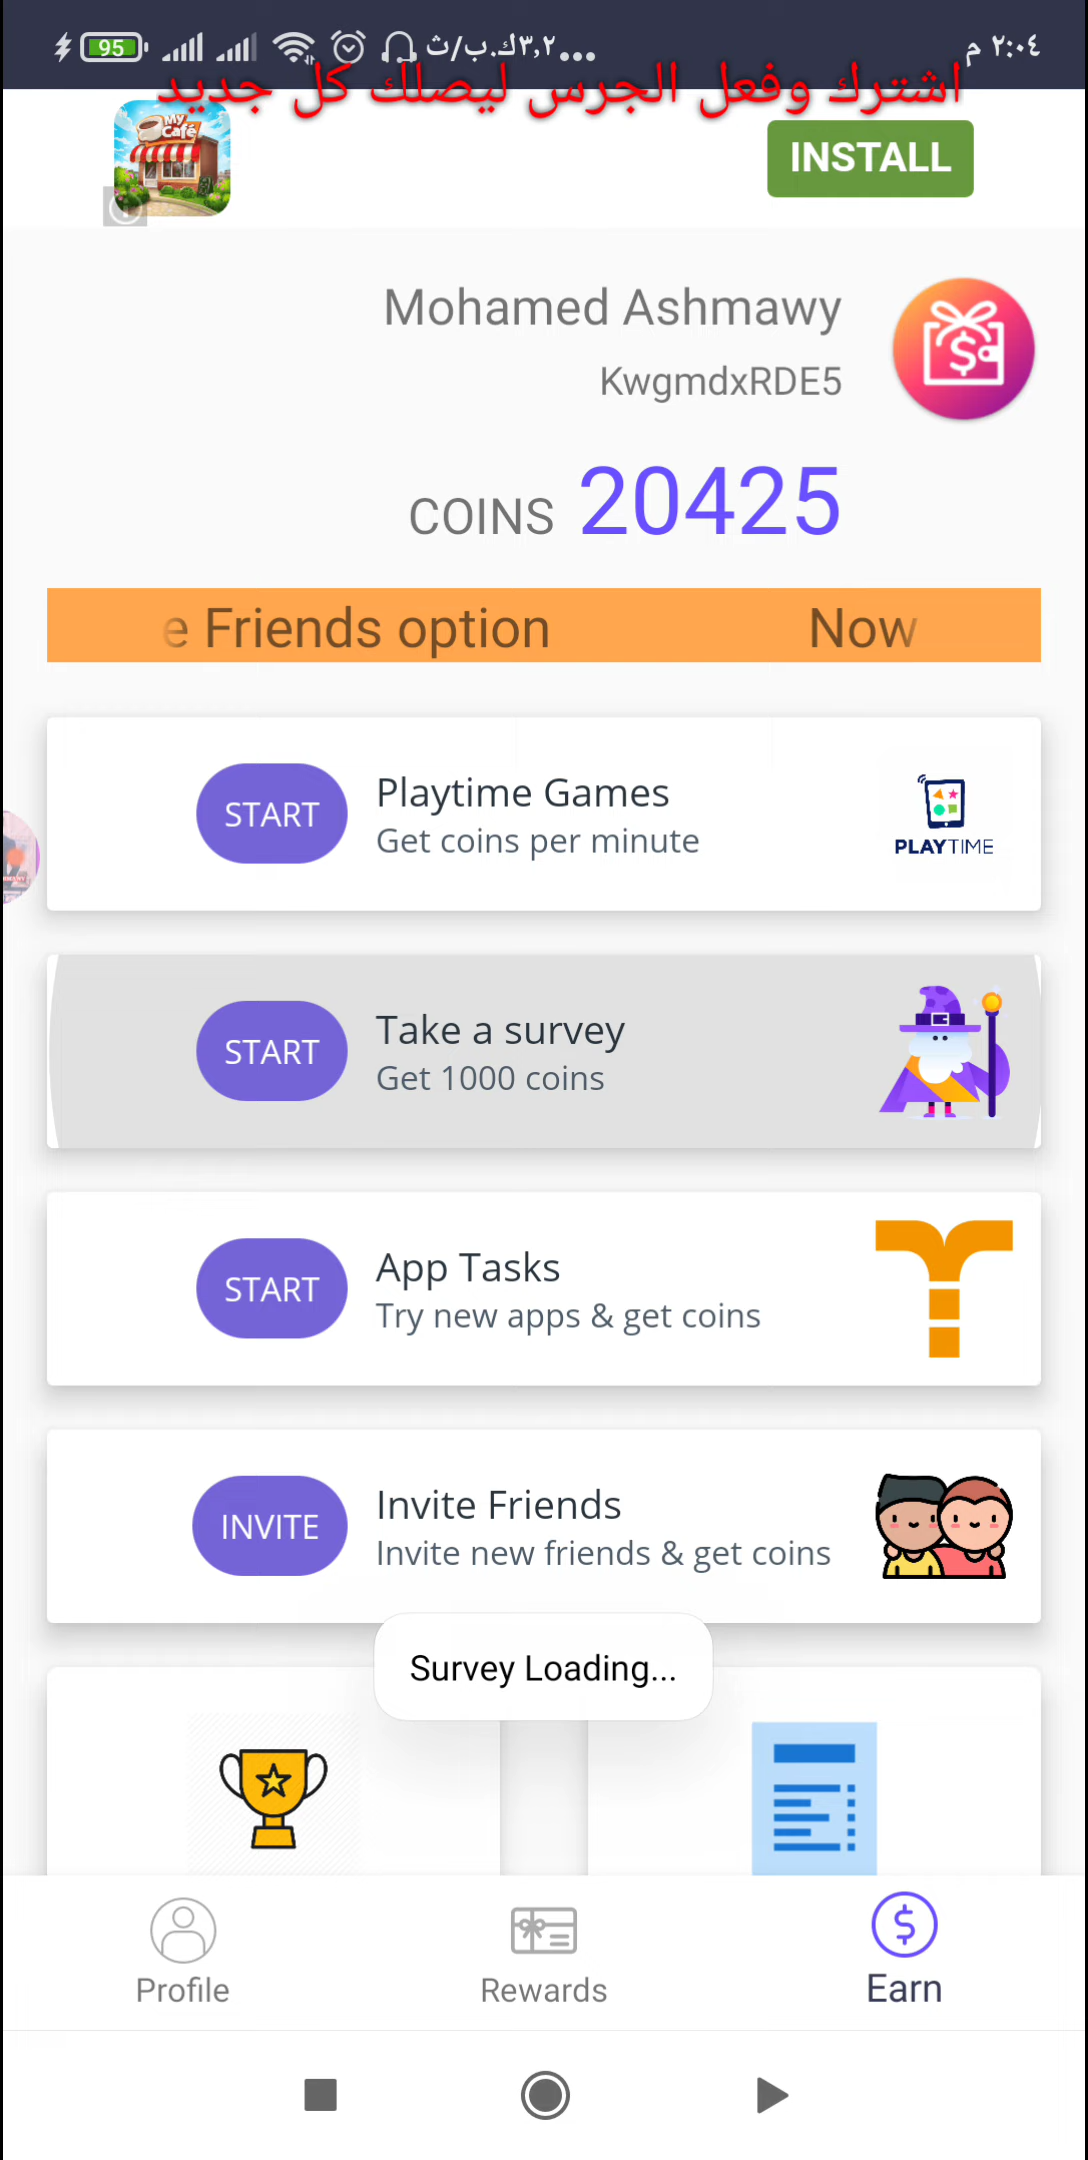 95 ...٣,٢ك.ب/ث ٢:٠٤ م
اشترك وفعل الجرس ليصلك كل جديد
My Café
INSTALL
Mohamed Ashmawy
KwgmdxRDE5
COINS 20425
e Friends option Now
START
Playtime Games
Get coins per minute
PLAYTIME
START
Take a survey
Get 1000 coins
START
App Tasks
Try new apps & get coins
INVITE
Invite Friends
Invite new friends & get coins
Survey Loading...
Profile
Rewards
Earn